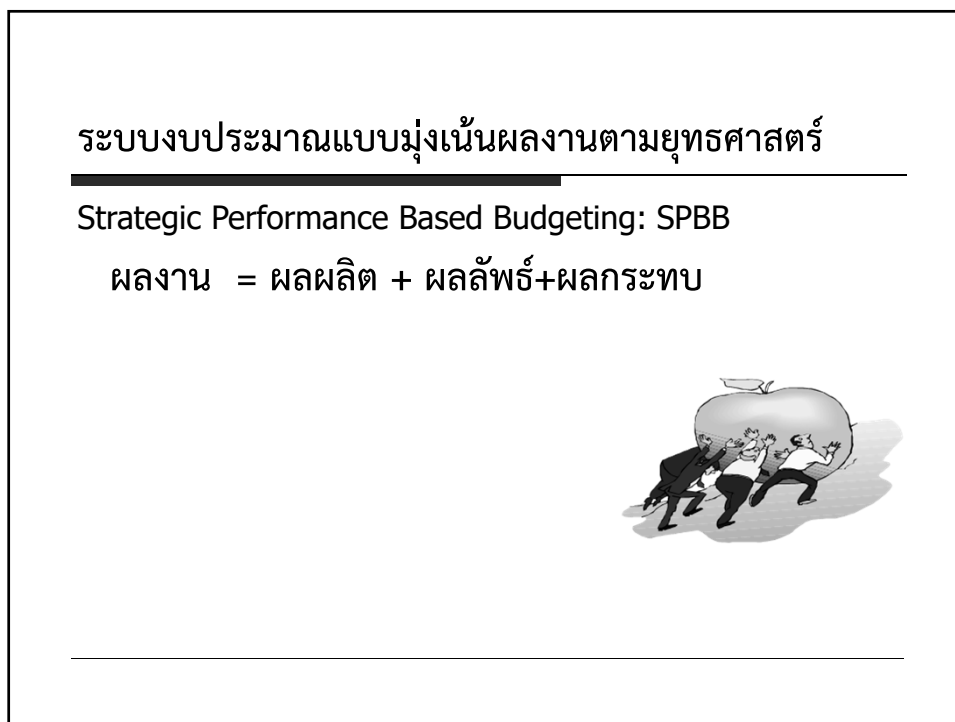 ระบบงบประมาณแบบมุ่งเน้นผลงานตามยุทธศาสตร์
Strategic Performance Based Budgeting: SPBB
ผลงาน = ผลผลิต + ผลลัพธ์+ผลกระทบ